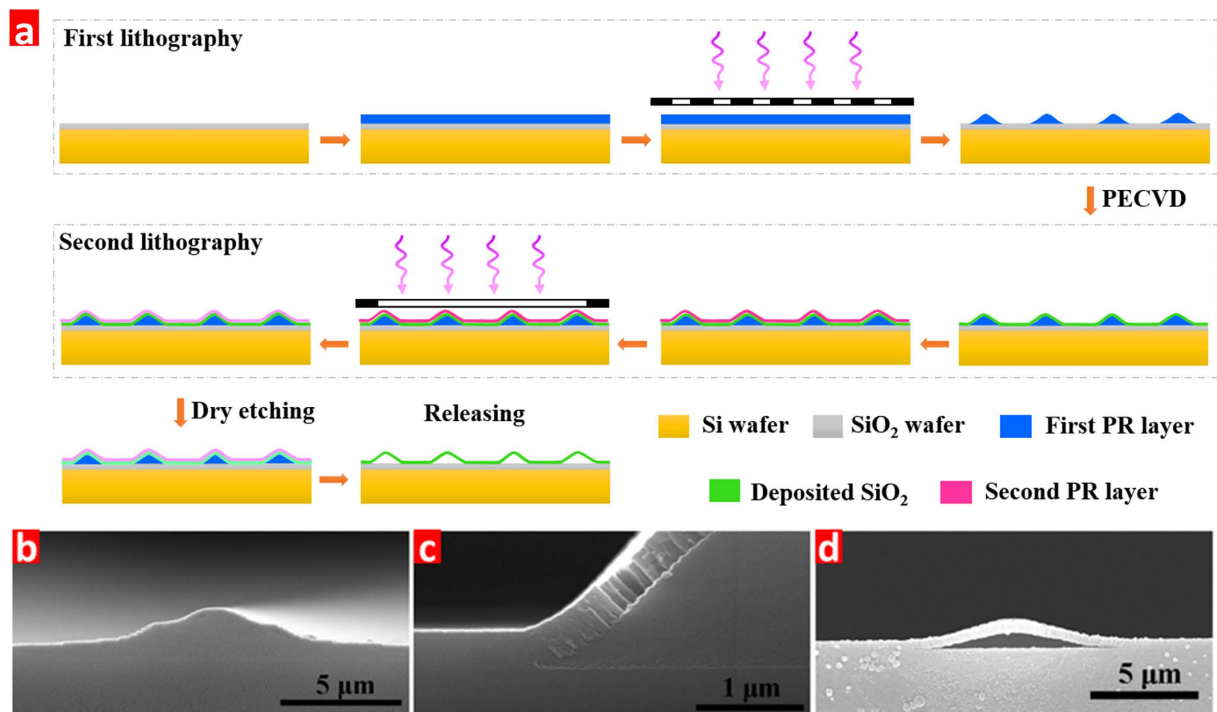 a
First lithography
PECVD
Second lithography
Dry etching
Releasing
Si wafer
SiO₂ wafer
First PR layer
Deposited SiO₂
Second PR layer
b
5 μm
c
1 μm
d
5 μm